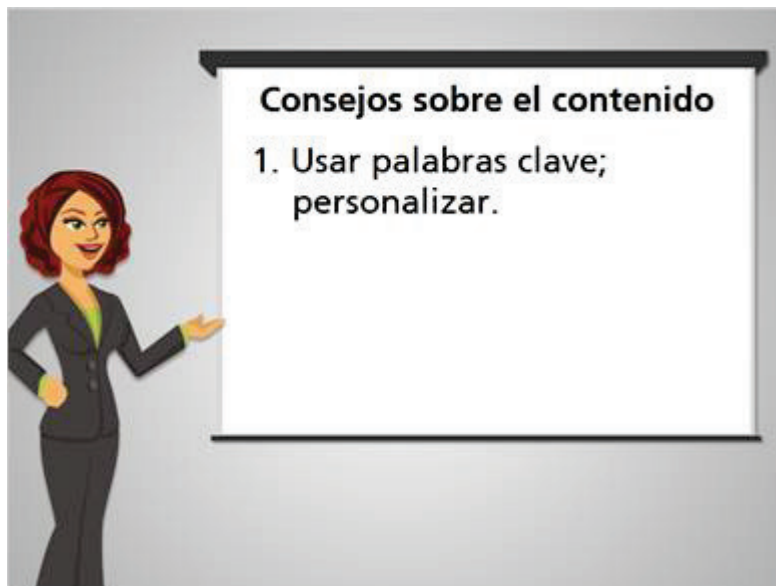 Consejos sobre el contenido
1. Usar palabras clave;
personalizar.